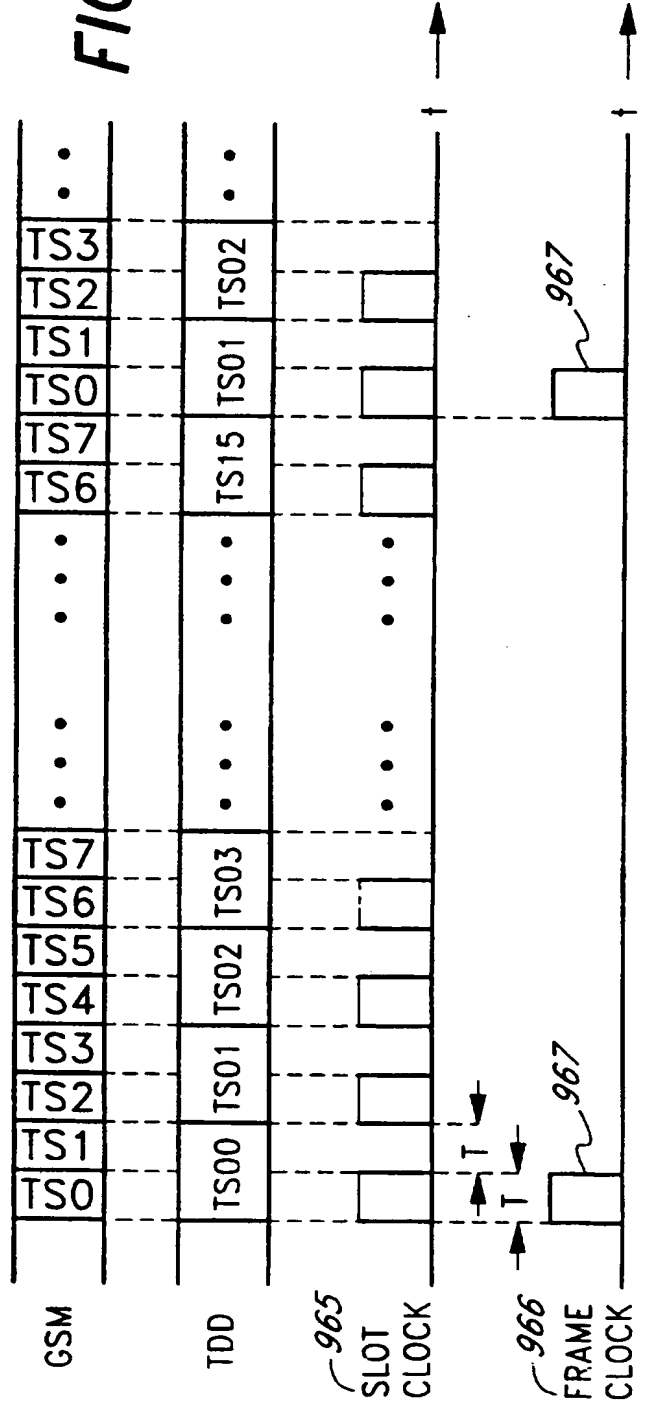 FIG
GSM
TS0 TS1 TS2 TS3 TS4 TS5 TS6 TS7 • • • • • • TS6 TS7 TS0 TS1 TS2 TS3 • •
TDD
TS00 TS01 TS02 TS03 • • • • • • TS15 TS01 TS02 • •
965
SLOT
CLOCK
• • • • • •
t
T
T
966
FRAME
CLOCK
967
967
t